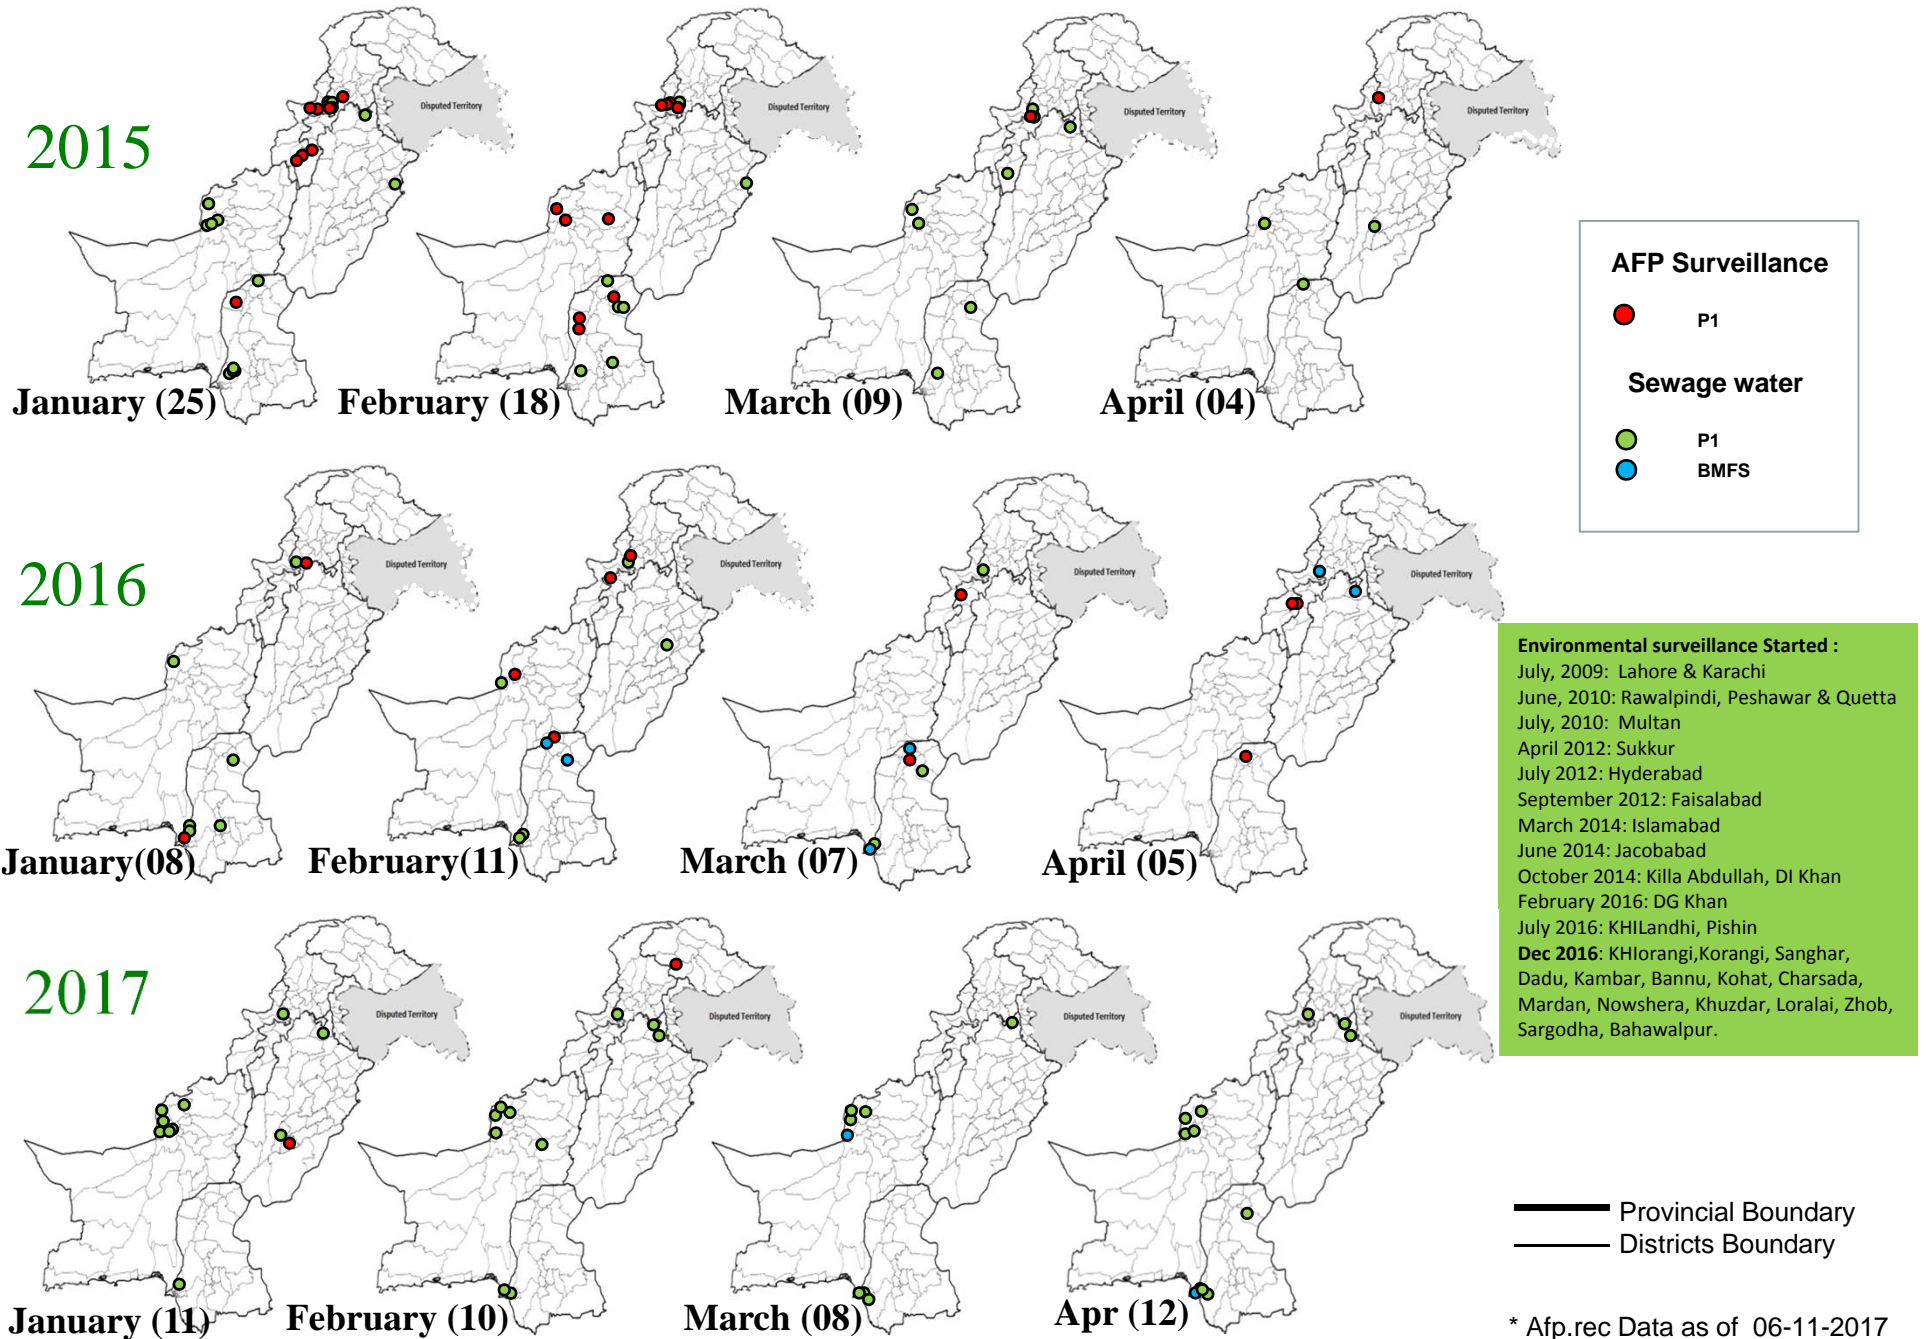 2015
Disputed Territory
Disputed Territory
Disputed Territory
Disputed Territory
January (25)
February (18)
March (09)
April (04)
AFP Surveillance
P1
Sewage water
P1
BMFS
2016
Disputed Territory
Disputed Territory
Disputed Territory
Disputed Territory
January(08)
February(11)
March (07)
April (05)
Environmental surveillance Started :
July, 2009: Lahore & Karachi
June, 2010: Rawalpindi, Peshawar & Quetta
July, 2010: Multan
April 2012: Sukkur
July 2012: Hyderabad
September 2012: Faisalabad
March 2014: Islamabad
June 2014: Jacobabad
October 2014: Killa Abdullah, DI Khan
February 2016: DG Khan
July 2016: KHILandhi, Pishin
Dec 2016: KHIorangi,Korangi, Sanghar,
Dadu, Kambar, Bannu, Kohat, Charsada,
Mardan, Nowshera, Khuzdar, Loralai, Zhob,
Sargodha, Bahawalpur.
2017
Disputed Territory
Disputed Territory
Disputed Territory
Disputed Territory
January (11)
February (10)
March (08)
Apr (12)
Provincial Boundary
Districts Boundary
* Afp.rec Data as of 06-11-2017